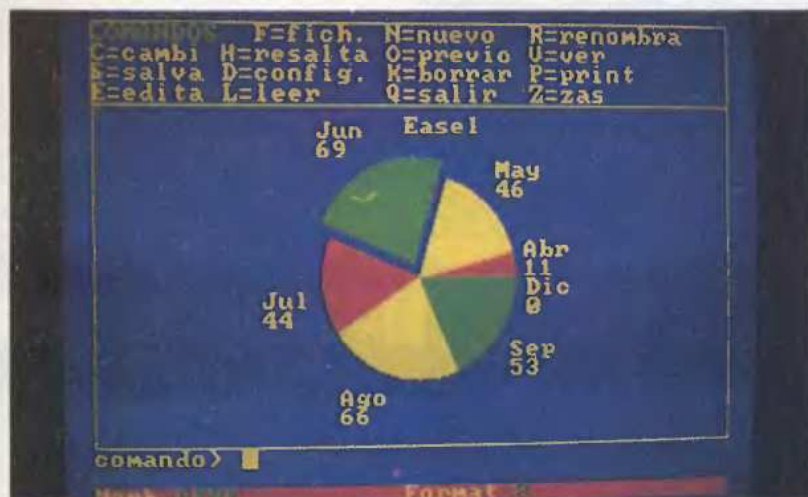 COMANDOS F=fich. N=nuevo R=renombra
C=cambi H=resalta O=previo V=ver
S=salva D=config. K=borrar P=print
E=edita L=leer Q=salir Z=zas
Easel
Jun
69
May
46
Abr
11
Dic
0
Jul
44
Sep
53
Ago
66
comando>
Format